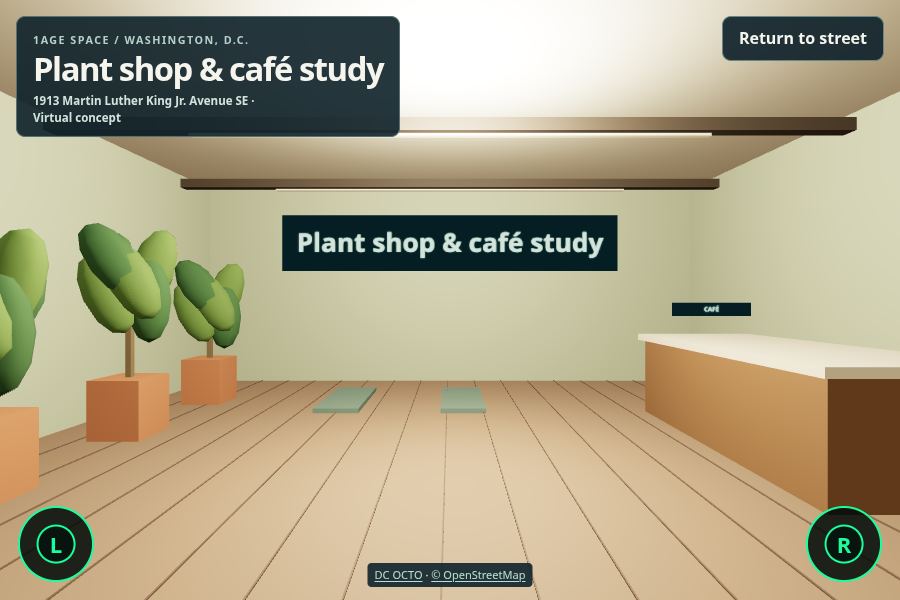 1AGE SPACE / WASHINGTON, D.C.
Plant shop & café study
1913 Martin Luther King Jr. Avenue SE ·
Virtual concept
Return to street
Plant shop & café study
CAFÉ
L
R
DC OCTO · © OpenStreetMap